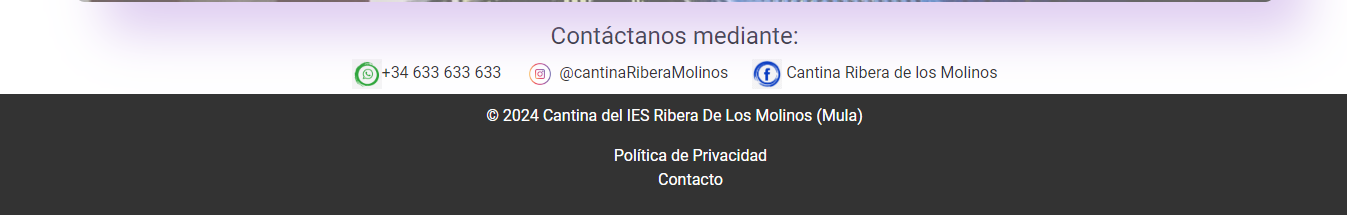 Contáctanos mediante:
+34 633 633 633 @cantinaRiberaMolinos Cantina Ribera de los Molinos
© 2024 Cantina del IES Ribera De Los Molinos (Mula)
Política de Privacidad
Contacto